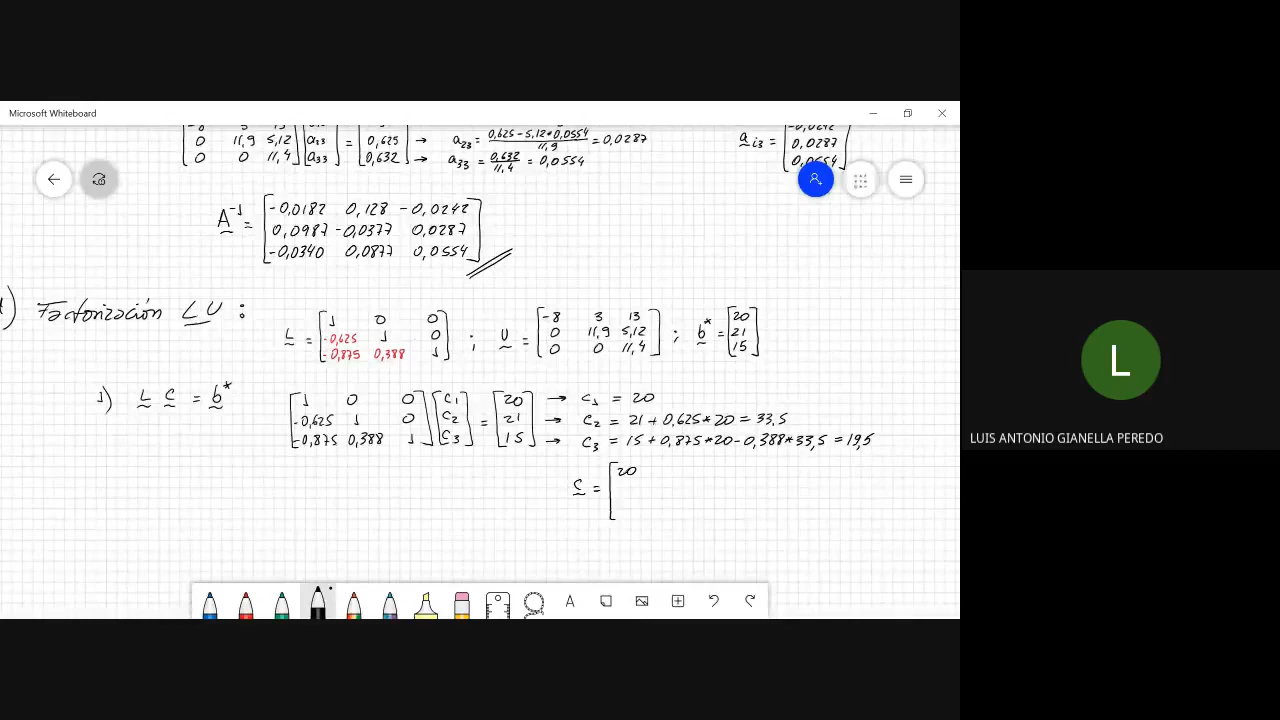 Microsoft Whiteboard
0 11,9 5,12 a₂₃ = 0,625 → a₂₃ = (0,625 - 5,12*0,0554)/11,9 = 0,0287
0 0 11,4 a₃₃ 0,632 → a₃₃ = 0,632/11,4 = 0,0554
a i3 = -0,0242
0,0287
0,0554
A⁻¹ = -0,0182 0,128 -0,0242
0,0987 -0,0377 0,0287
-0,0340 0,0877 0,0554
Factorización LU :
L = 1 0 0
-0,625 1 0
-0,875 0,388 1 ;
U = -8 3 13
0 11,9 5,12
0 0 11,4 ;
b* = 20
21
15
1) L C = b*
1 0 0 C₁ 20 → C₁ = 20
-0,625 1 0 C₂ = 21 → C₂ = 21 + 0,625*20 = 33,5
-0,875 0,388 1 C₃ 15 → C₃ = 15 + 0,875*20 - 0,388*33,5 = 19,5
C = [20
A
L
LUIS ANTONIO GIANELLA PEREDO